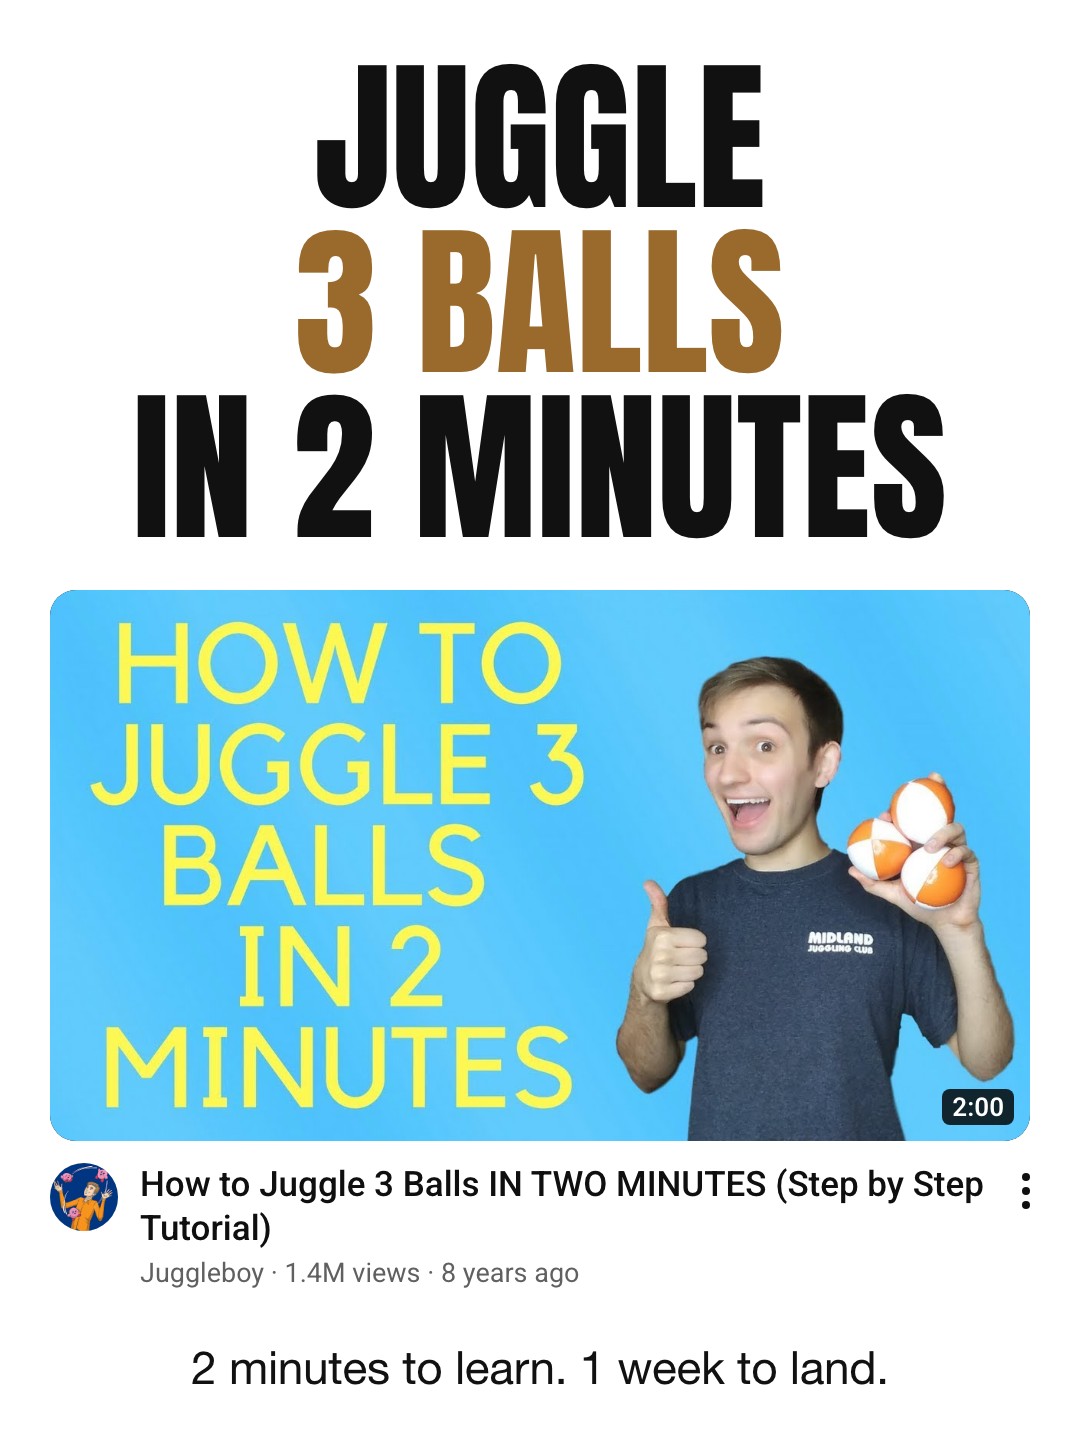 JUGGLE
3 BALLS
IN 2 MINUTES
HOW TO
JUGGLE 3
BALLS
IN 2
MINUTES
MIDLAND
JUGGLING CLUB
2:00
How to Juggle 3 Balls IN TWO MINUTES (Step by Step
Tutorial)
Juggleboy · 1.4M views · 8 years ago
2 minutes to learn. 1 week to land.